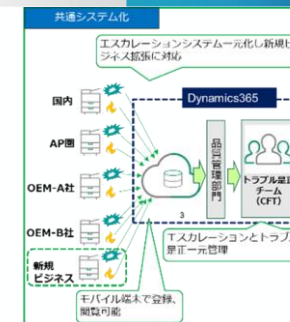 共通システム化
エスカレーションシステム一元化し新規ビ
ジネス拡張に対応
国内
Dynamics365
AP圏
品質管理部門
トラブル是正
チーム
(CFT)
OEM-A社
3
OEM-B社
エスカレーションとトラブ
是正一元管理
新規
ビジネス
モバイル端末で登録、
閲覧可能